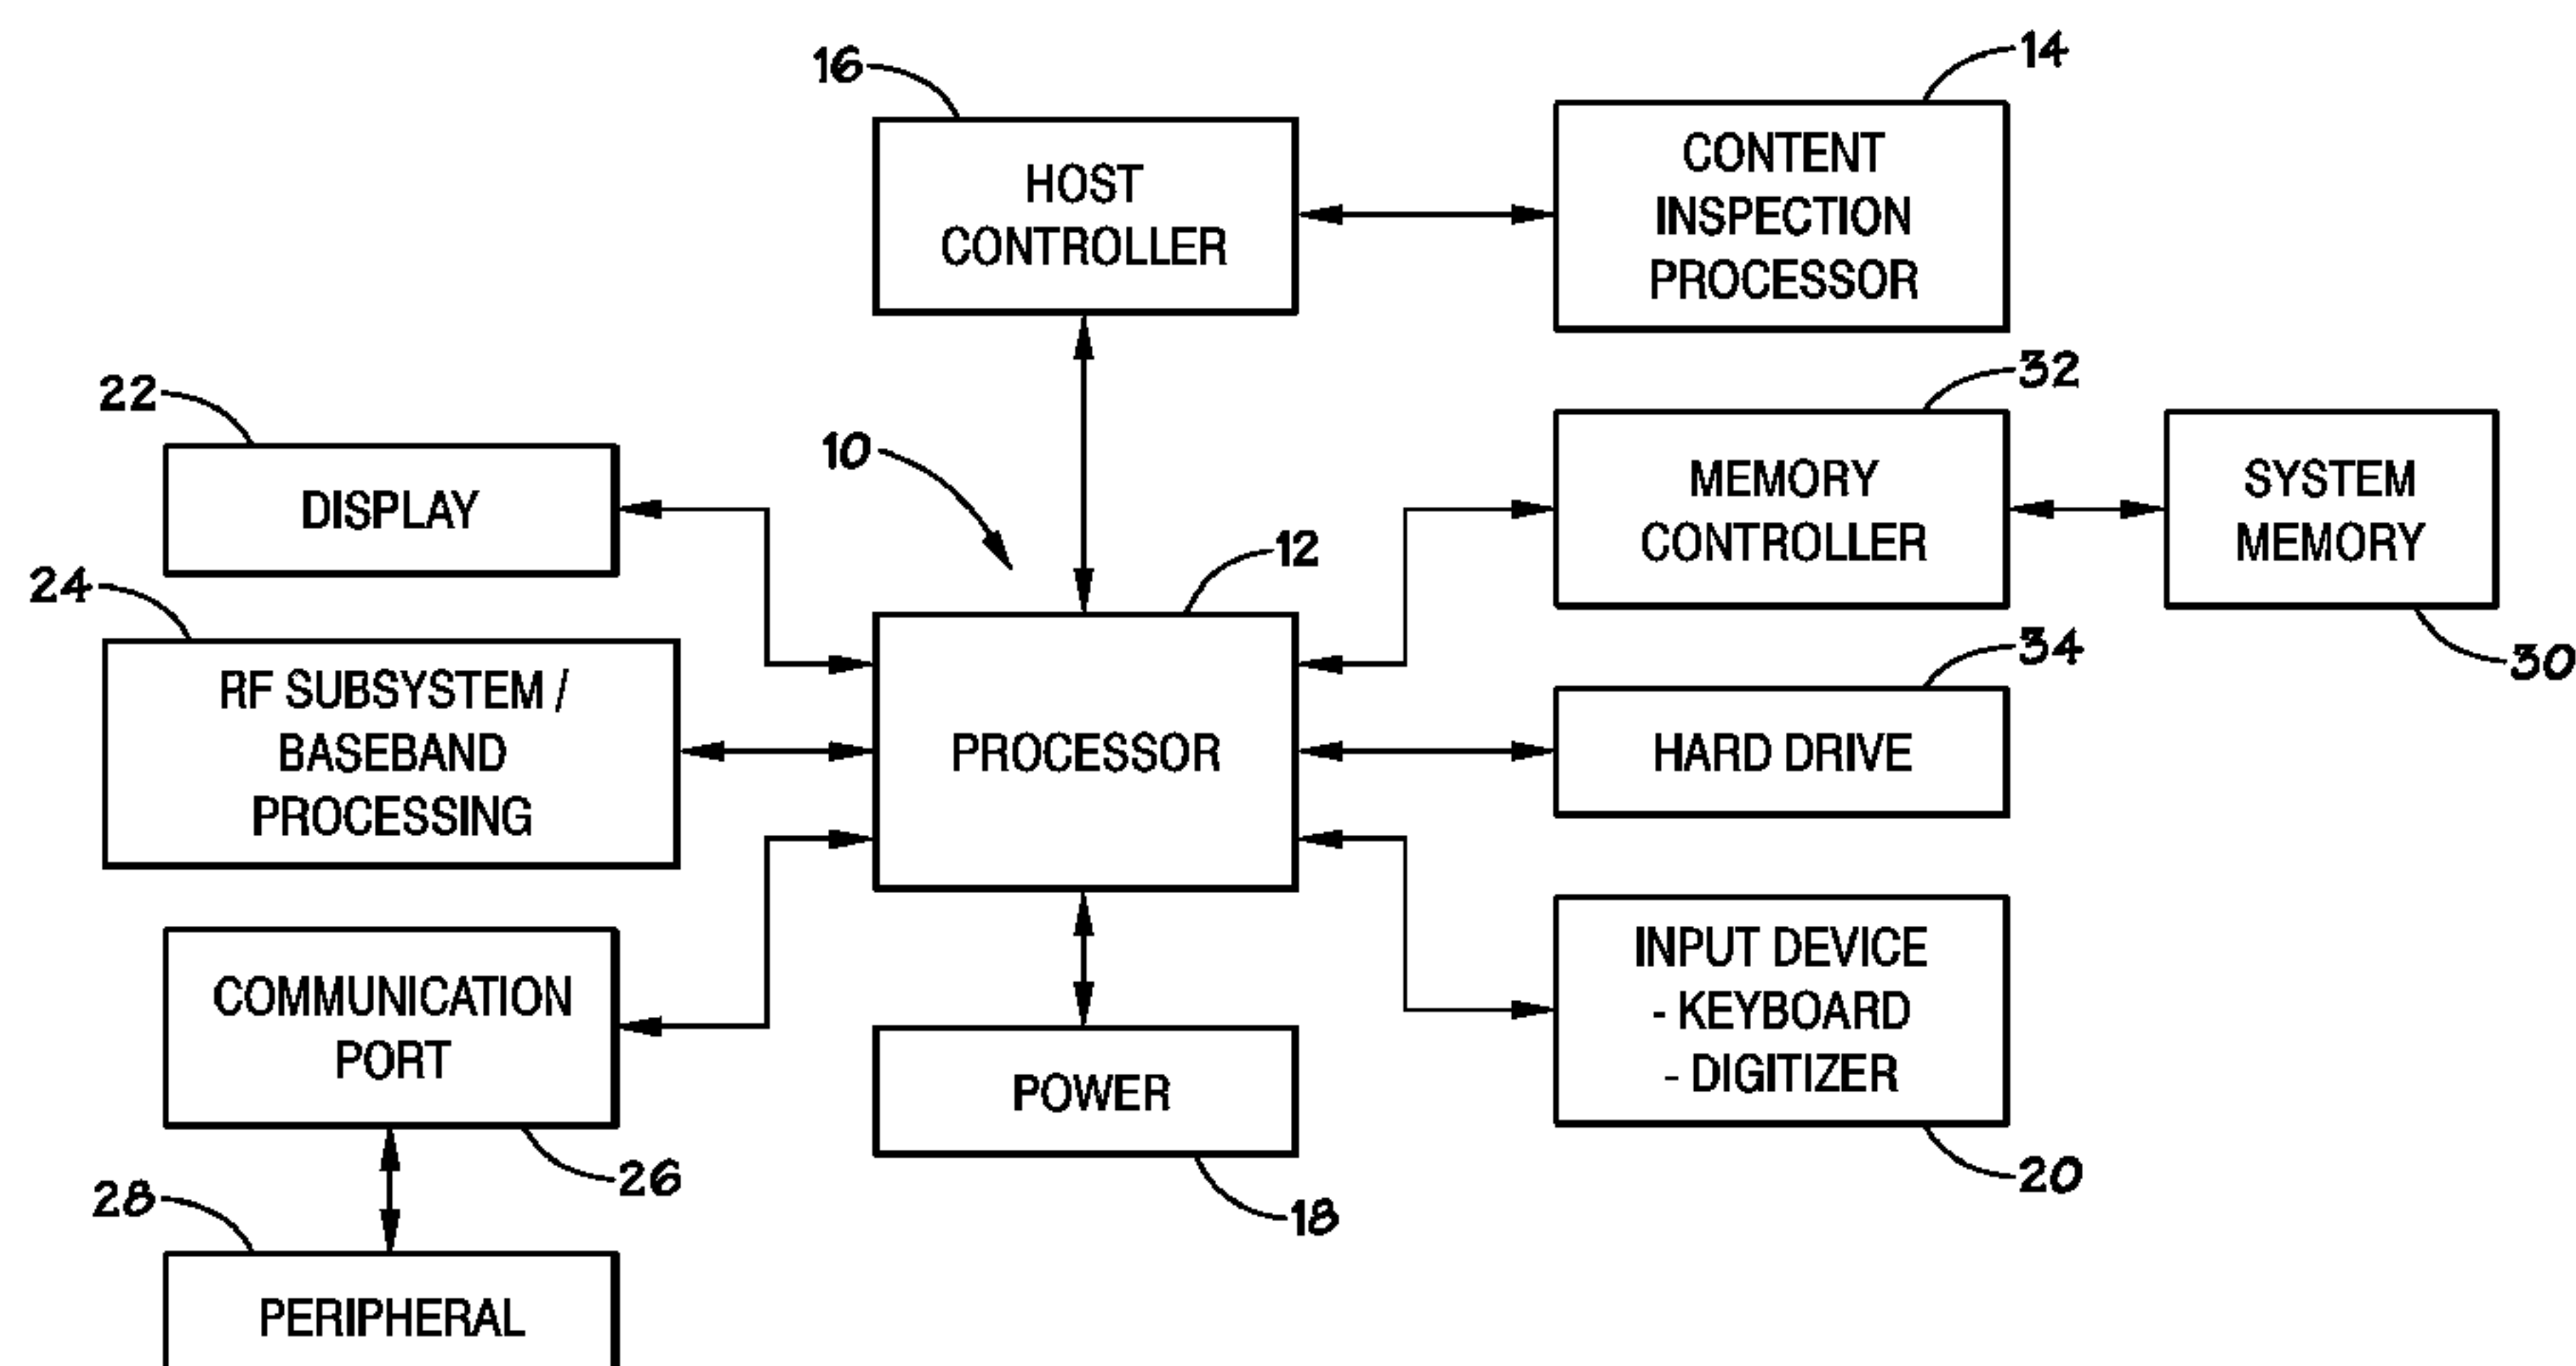 16
14
HOST
CONTROLLER
CONTENT
INSPECTION
PROCESSOR
22
10
32
DISPLAY
MEMORY
CONTROLLER
SYSTEM
MEMORY
24
12
34
30
RF SUBSYSTEM /
BASEBAND
PROCESSING
PROCESSOR
HARD DRIVE
COMMUNICATION
PORT
POWER
INPUT DEVICE
- KEYBOARD
- DIGITIZER
26
28
18
20
PERIPHERAL